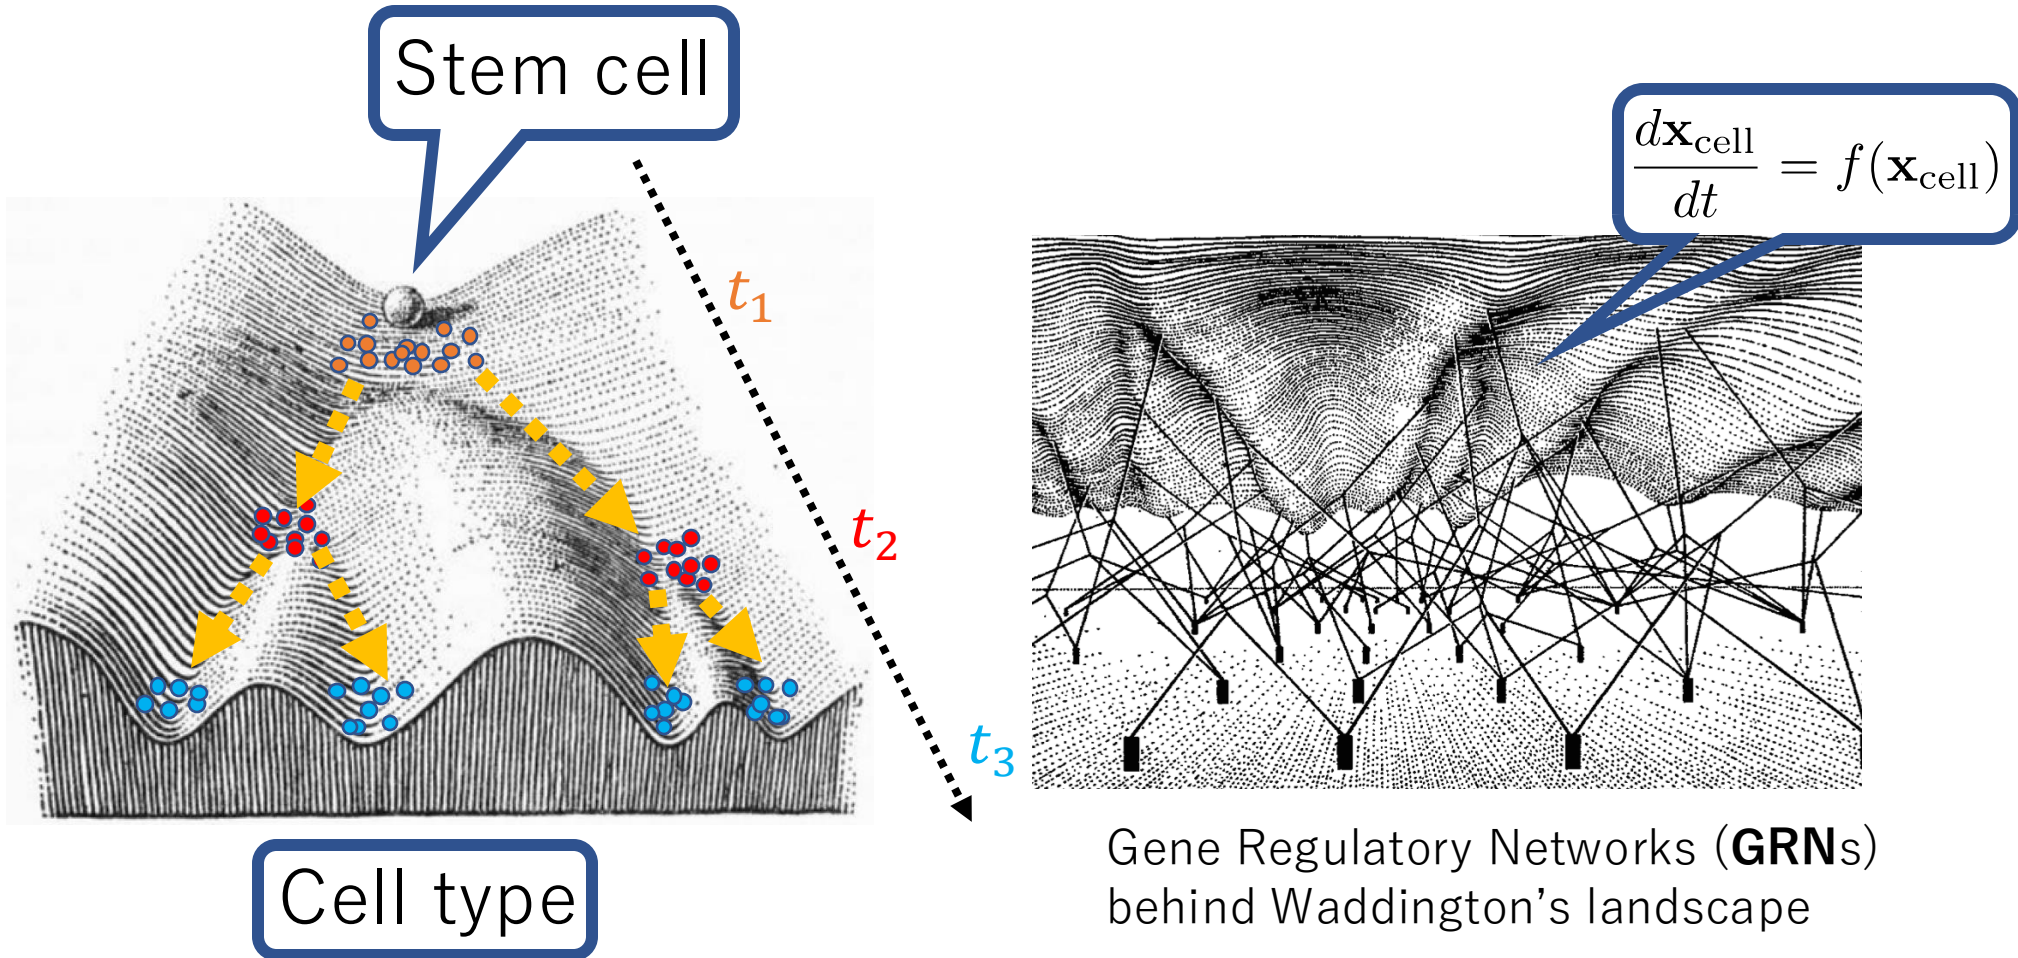 Stem cell
t₁
t₂
t₃
Cell type
d𝐱cell/dt = f(𝐱cell)
Gene Regulatory Networks (GRNs)
behind Waddington’s landscape